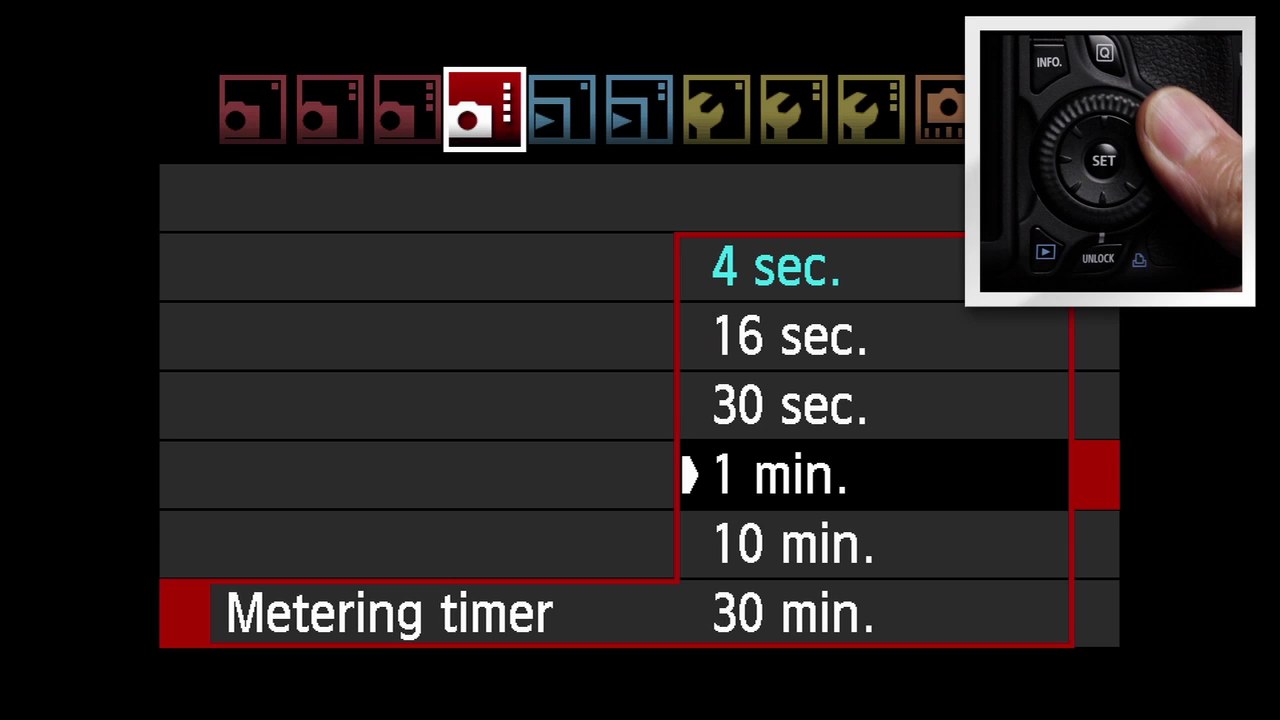 INFO.
Q
SET
UNLOCK
4 sec.
16 sec.
30 sec.
1 min.
10 min.
Metering timer 30 min.